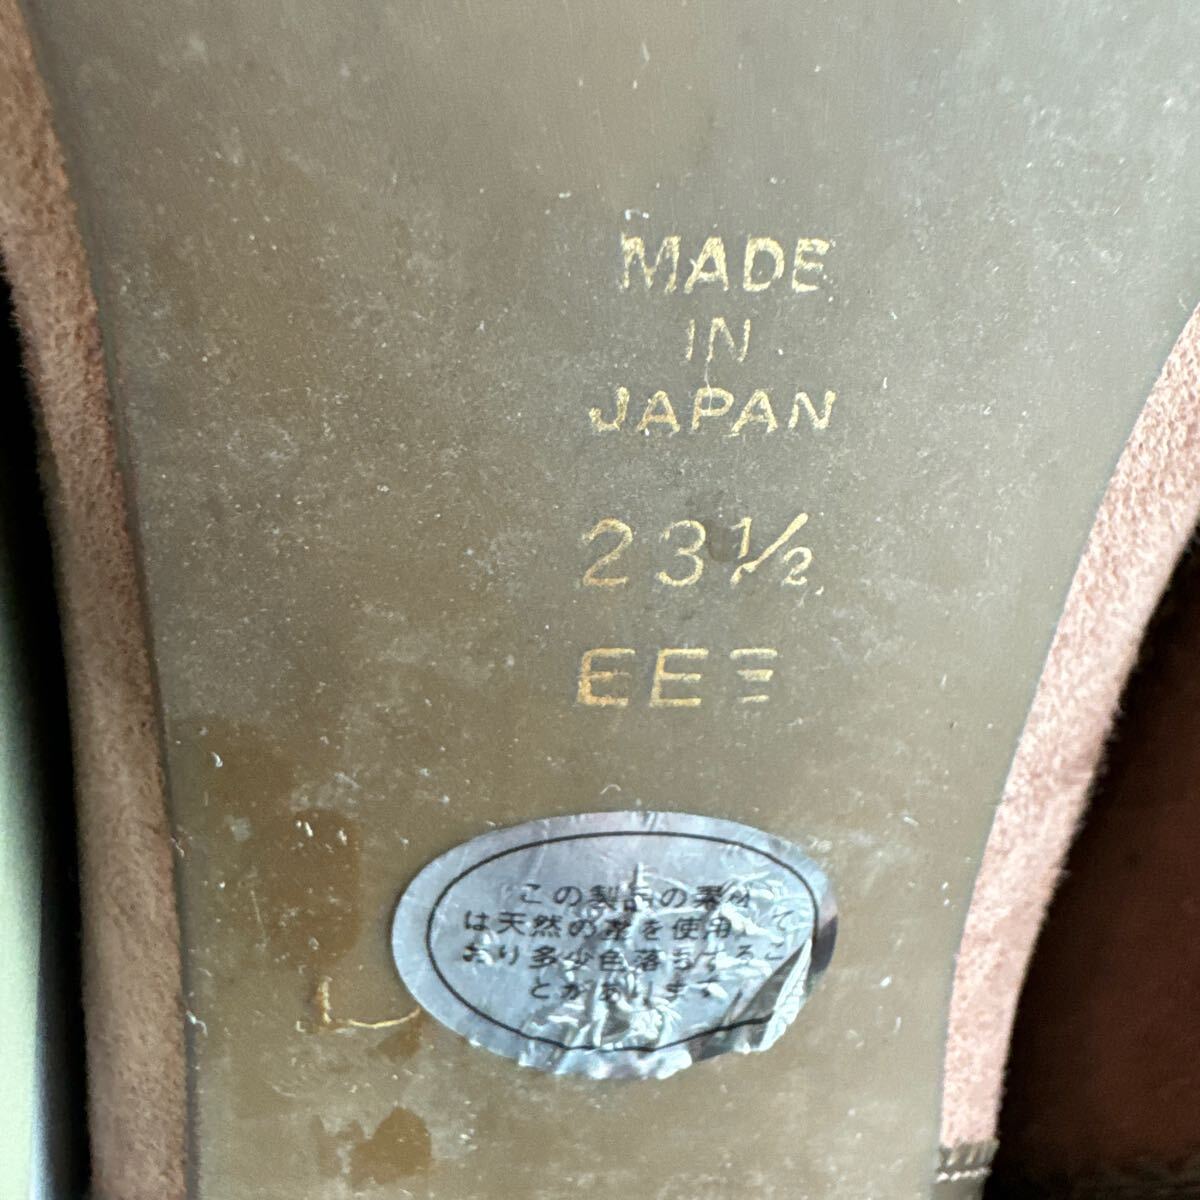 MADE
IN
JAPAN
23½
EEE
この製品の素材
は天然の革を使用して
おり多少色落ちするこ
とがあります